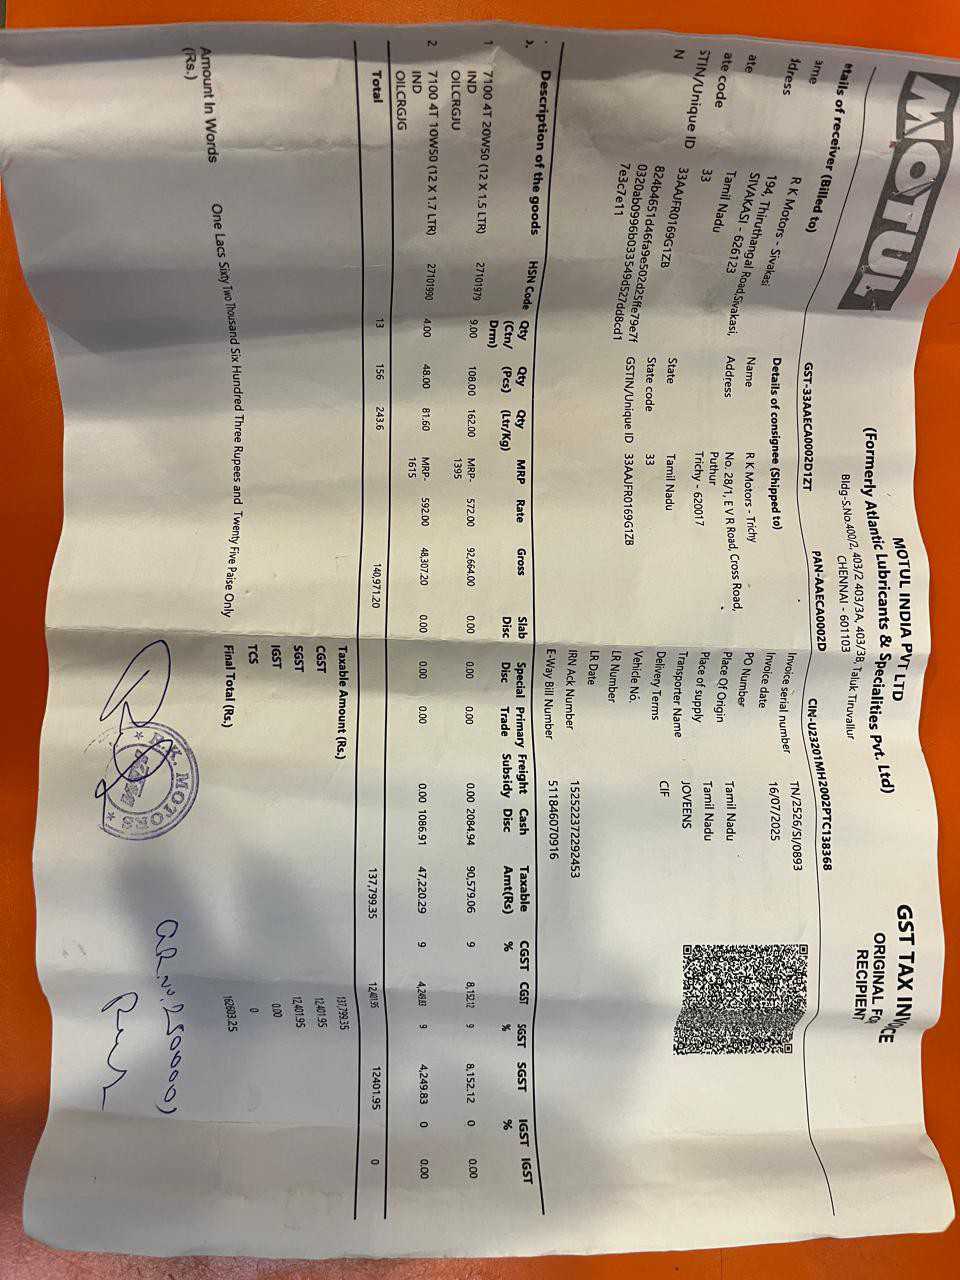 MOTUL
MOTUL INDIA PVT LTD
(Formerly Atlantic Lubricants & Specialities Pvt. Ltd)
Bldg-S.No.400/2, 403/2 403/3A, 403/3B, Taluk Tiruvallur
CHENNAI - 601103
GST TAX INVOICE
ORIGINAL FO
RECIPIENT
GST-33AAECA0002D1ZT PAN-AAECA0002D CIN-U23201MH2002PTC138368
tails of receiver (Billed to)
ame R K Motors - Sivakasi
ddress 194, Thiruthangal Road,Sivakasi,
SIVAKASI - 626123
ate Tamil Nadu
ate code 33
STIN/Unique ID 33AAJFR0169G1ZB
N 824b4651d46fa9e502d25ffe79e7f
0320ab0996b033549d527dd8cd1
7e3c7e11
Details of consignee (Shipped to)
Name R K Motors - Trichy
Address No. 28/1, E V R Road, Cross Road,
Puthur
Trichy - 620017
State Tamil Nadu
State code 33
GSTIN/Unique ID 33AAJFR0169G1ZB
Invoice serial number TN/2526/SI/0893
Invoice date 16/07/2025
PO Number
Place Of Origin Tamil Nadu
Place of supply Tamil Nadu
Transporter Name JOVEENS
Delivery Terms CIF
Vehicle No.
LR Number
LR Date
IRN Ack Number 152522372292453
E-Way Bill Number 511846070916
Description of the goods HSN Code Qty (Ctn/Drm) Qty (Pcs) Qty (Ltr/Kg) MRP Rate Gross Slab Disc Special Disc Primary Trade Freight Subsidy Cash Disc Taxable Amt(Rs) CGST % CGST SGST % SGST IGST % IGST
1 7100 4T 20W50 (12 X 1.5 LTR) 27101979 9.00 108.00 162.00 MRP- 572.00 92,664.00 0.00 0.00 0.00 0.00 2084.94 90,579.06 9 8,152.12 9 8,152.12 0 0.00
IND 1395
OILCRGJU
2 7100 4T 10W50 (12 X 1.7 LTR) 27101990 4.00 48.00 81.60 MRP- 592.00 48,307.20 0.00 0.00 0.00 0.00 1086.91 47,220.29 9 4,249.83 9 4,249.83 0 0.00
IND 1615
OILCRGJG
Total 13 156 243.6 140,971.20 137,799.35 12,401.95 12401.95 0
Taxable Amount (Rs.) 137,799.35
CGST 12,401.95
SGST 12,401.95
IGST 0.00
TCS 0
Final Total (Rs.) 162603.25
Amount In Words One Lacs Sixty Two Thousand Six Hundred Three Rupees and Twenty Five Paise Only
(Rs.)